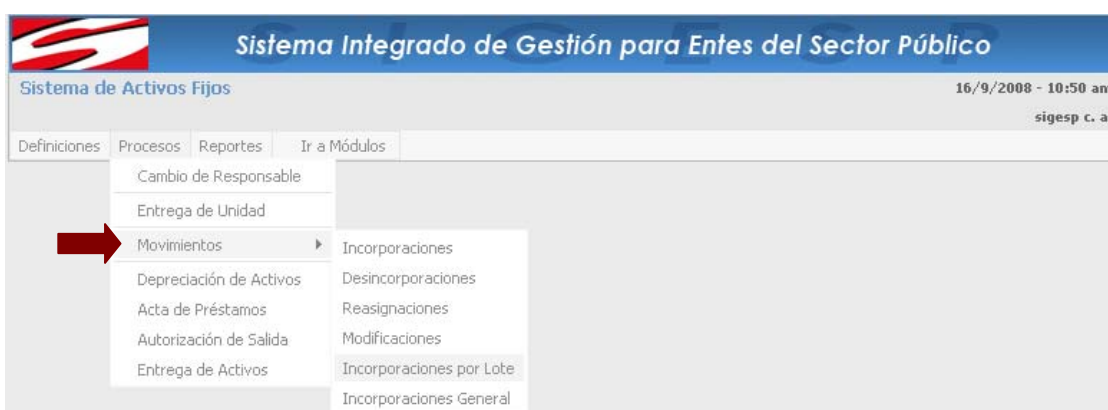 Sistema Integrado de Gestión para Entes del Sector Público
Sistema de Activos Fijos
16/9/2008 - 10:50 am
sigesp c. a
Definiciones Procesos Reportes Ir a Módulos
Cambio de Responsable
Entrega de Unidad
Movimientos
Depreciación de Activos
Acta de Préstamos
Autorización de Salida
Entrega de Activos
Incorporaciones
Desincorporaciones
Reasignaciones
Modificaciones
Incorporaciones por Lote
Incorporaciones General